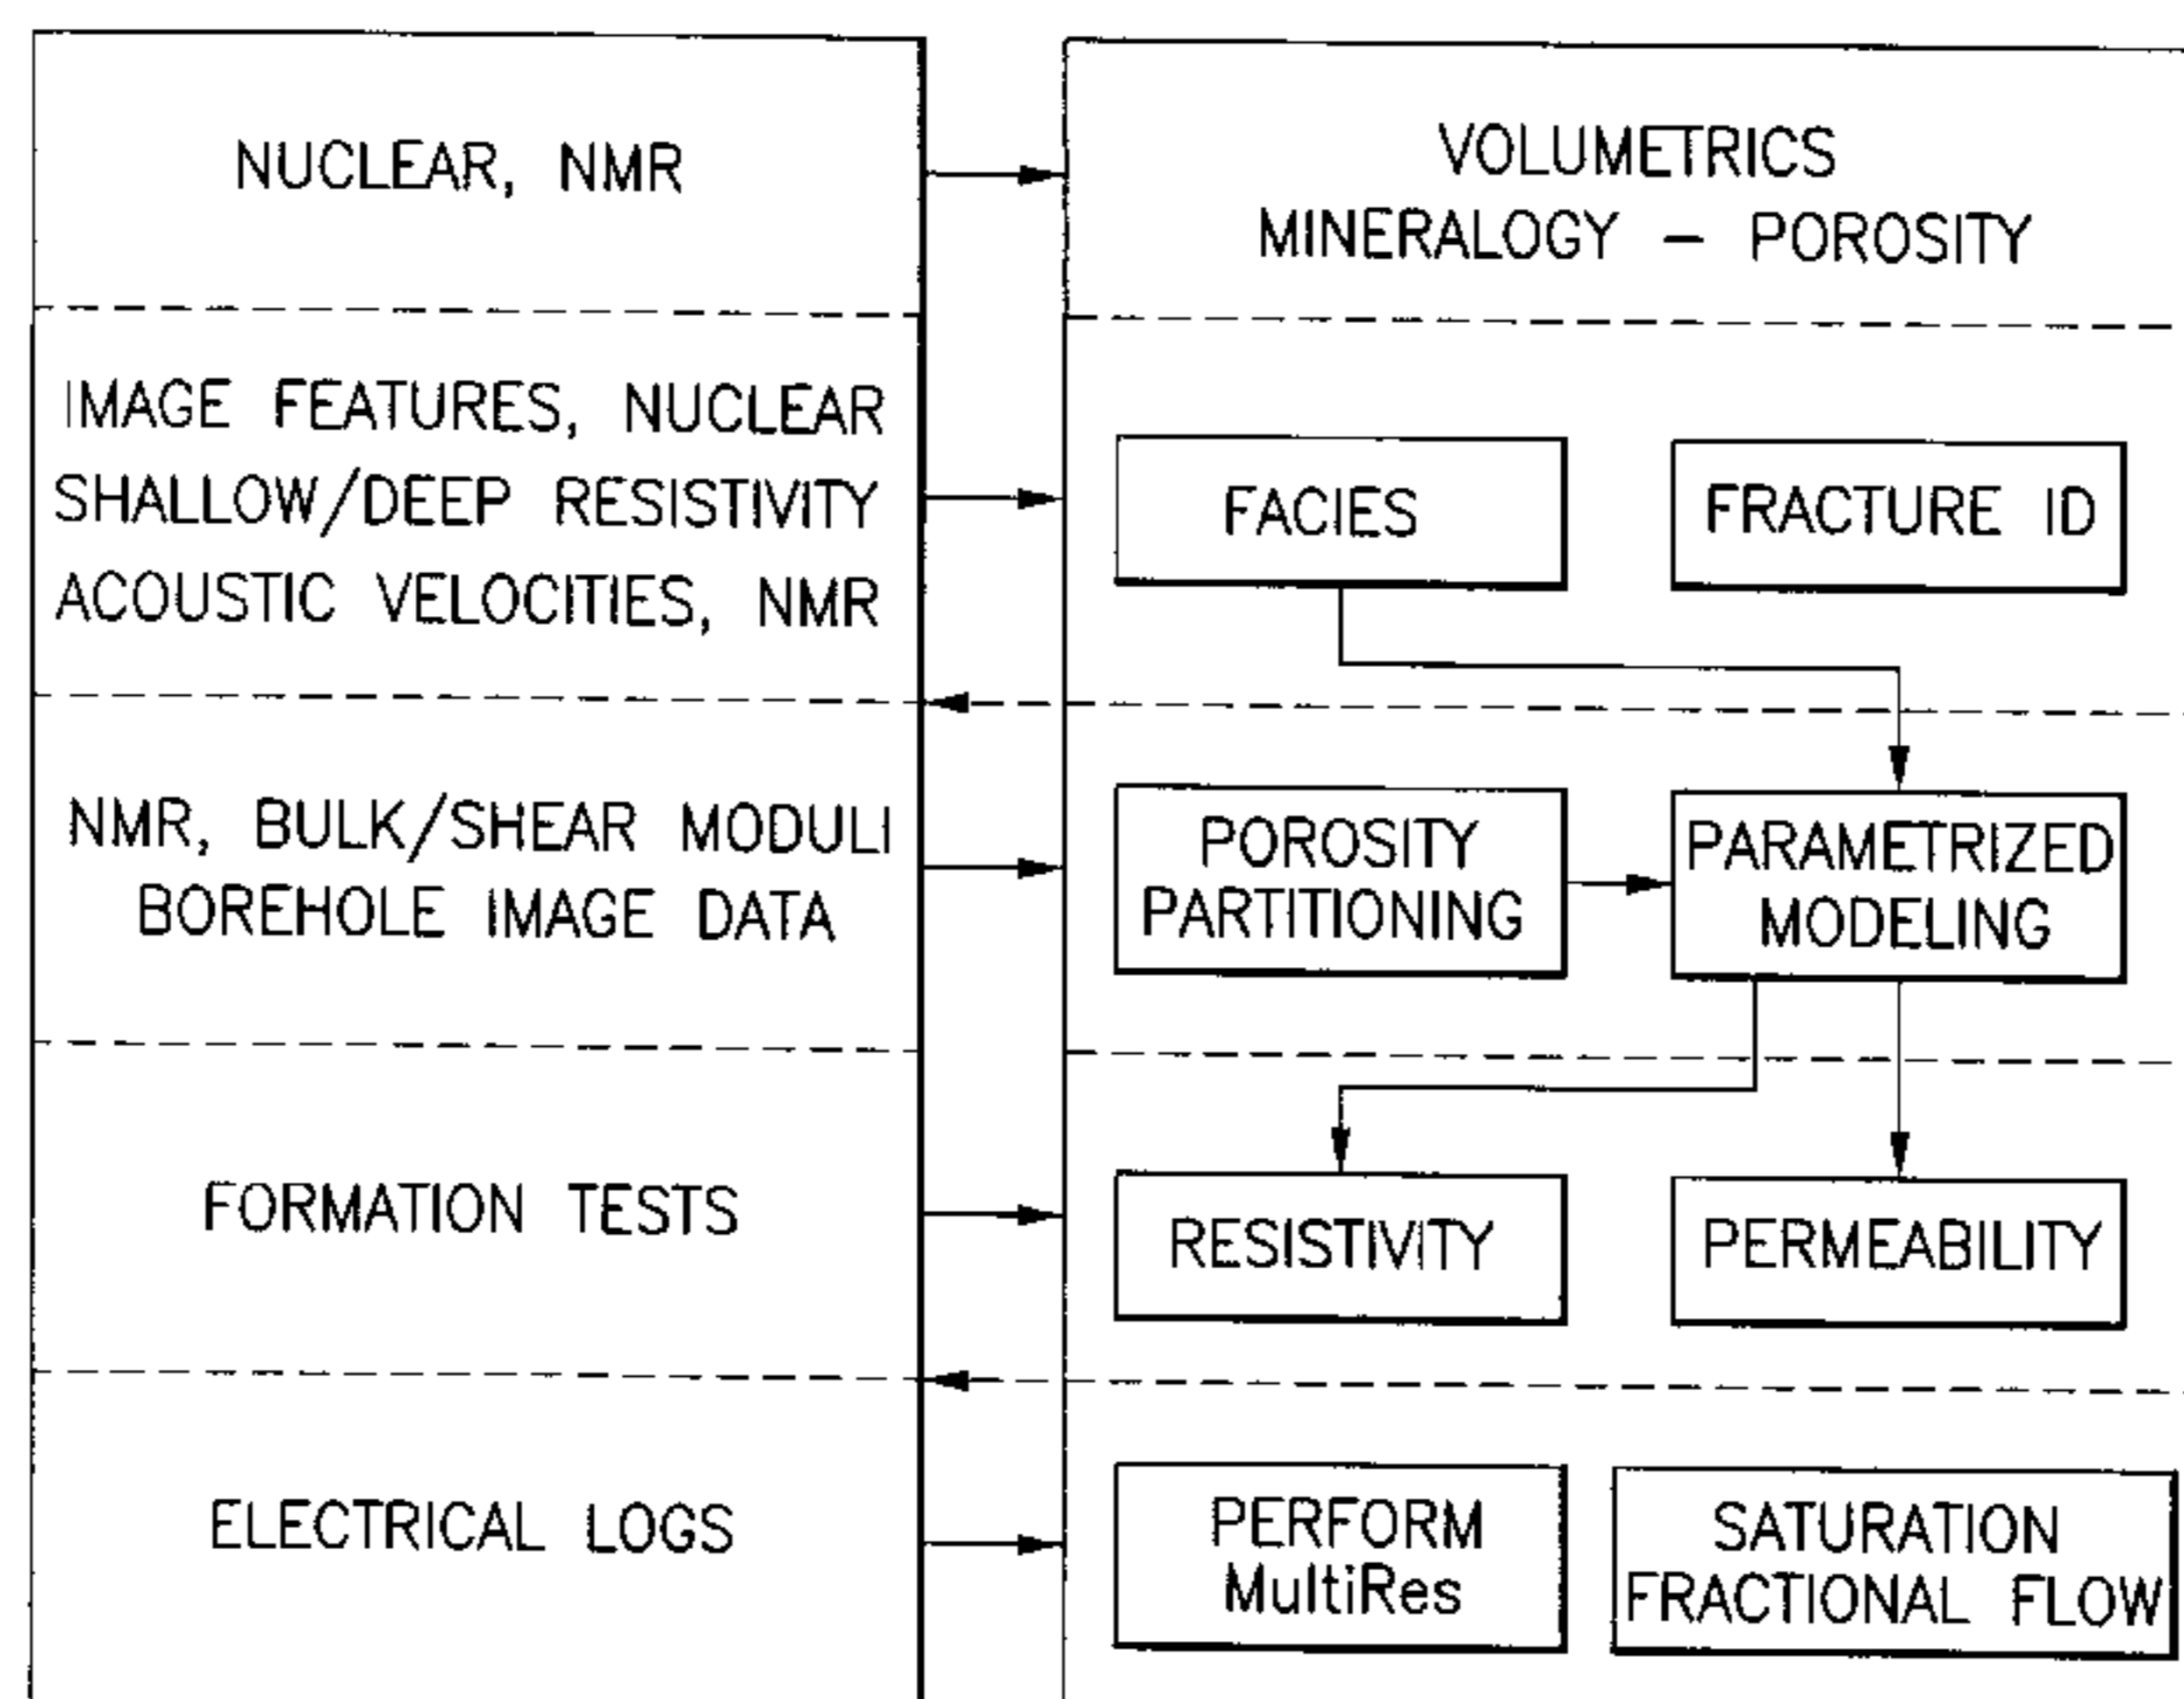 NUCLEAR, NMR
VOLUMETRICS
MINERALOGY – POROSITY
IMAGE FEATURES, NUCLEAR
SHALLOW/DEEP RESISTIVITY
ACOUSTIC VELOCITIES, NMR
FACIES
FRACTURE ID
NMR, BULK/SHEAR MODULI
BOREHOLE IMAGE DATA
POROSITY
PARTITIONING
PARAMETRIZED
MODELING
FORMATION TESTS
RESISTIVITY
PERMEABILITY
ELECTRICAL LOGS
PERFORM
MultiRes
SATURATION
FRACTIONAL FLOW